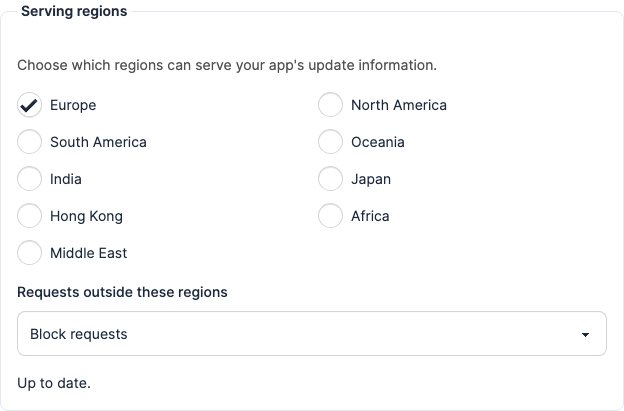 Serving regions
Choose which regions can serve your app's update information.
Europe
North America
South America
Oceania
India
Japan
Hong Kong
Africa
Middle East
Requests outside these regions
Block requests
Up to date.